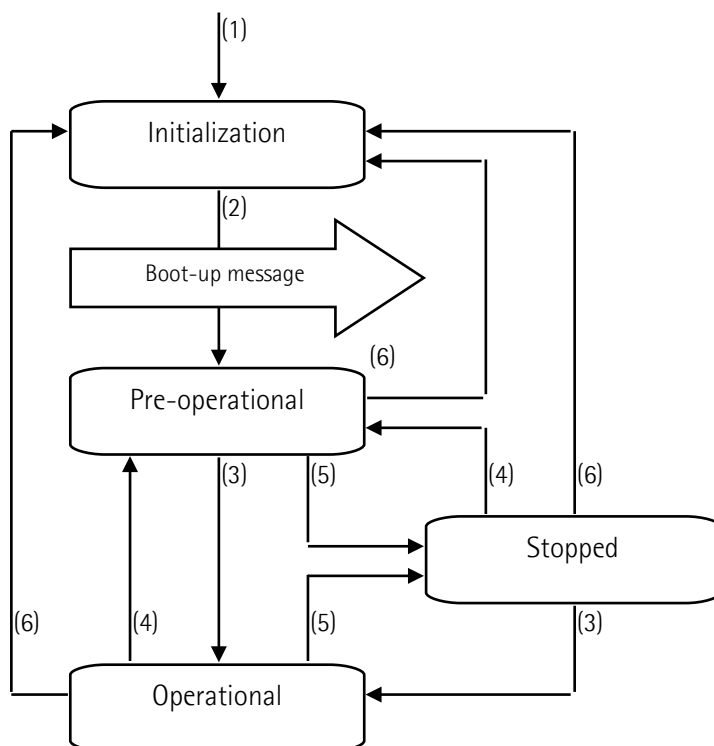 (1)
Initialization
(2)
Boot-up message
(6)
Pre-operational
(3)
(5)
(4)
(6)
Stopped
(6)
(4)
(5)
(3)
Operational